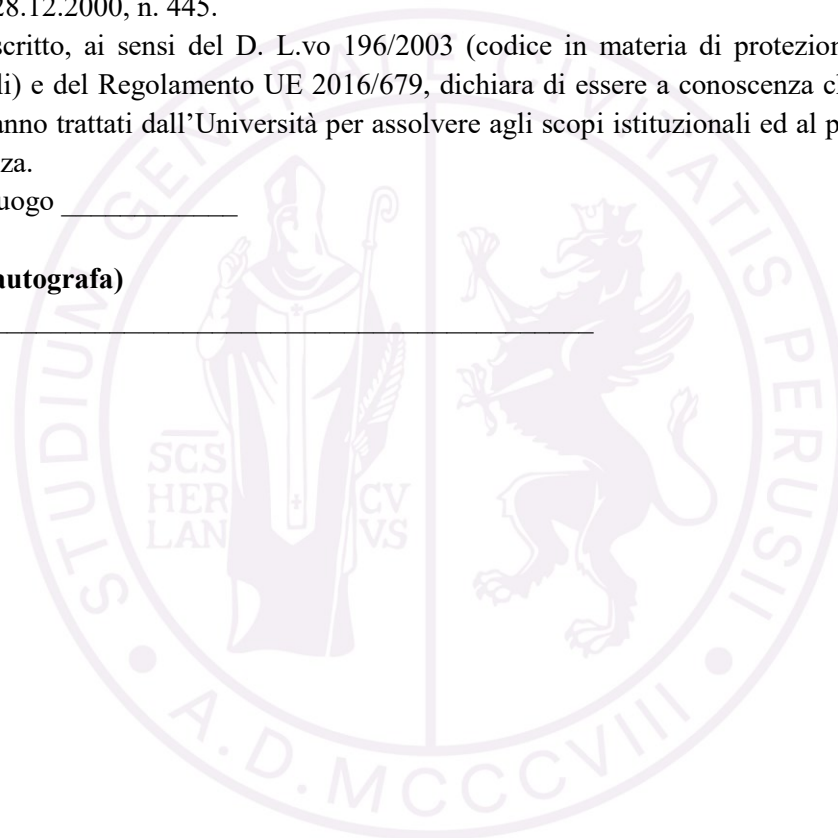 28.12.2000, n. 445.
scritto, ai sensi del D. L.vo 196/2003 (codice in materia di protezion
li) e del Regolamento UE 2016/679, dichiara di essere a conoscenza c
anno trattati dall’Università per assolvere agli scopi istituzionali ed al p
za.
uogo ____________
autografa)
STUDIUM GENERALE CIVITATIS PERUSII
SCS
HER
LAN
CV
VS
A.D. MCCCVIII